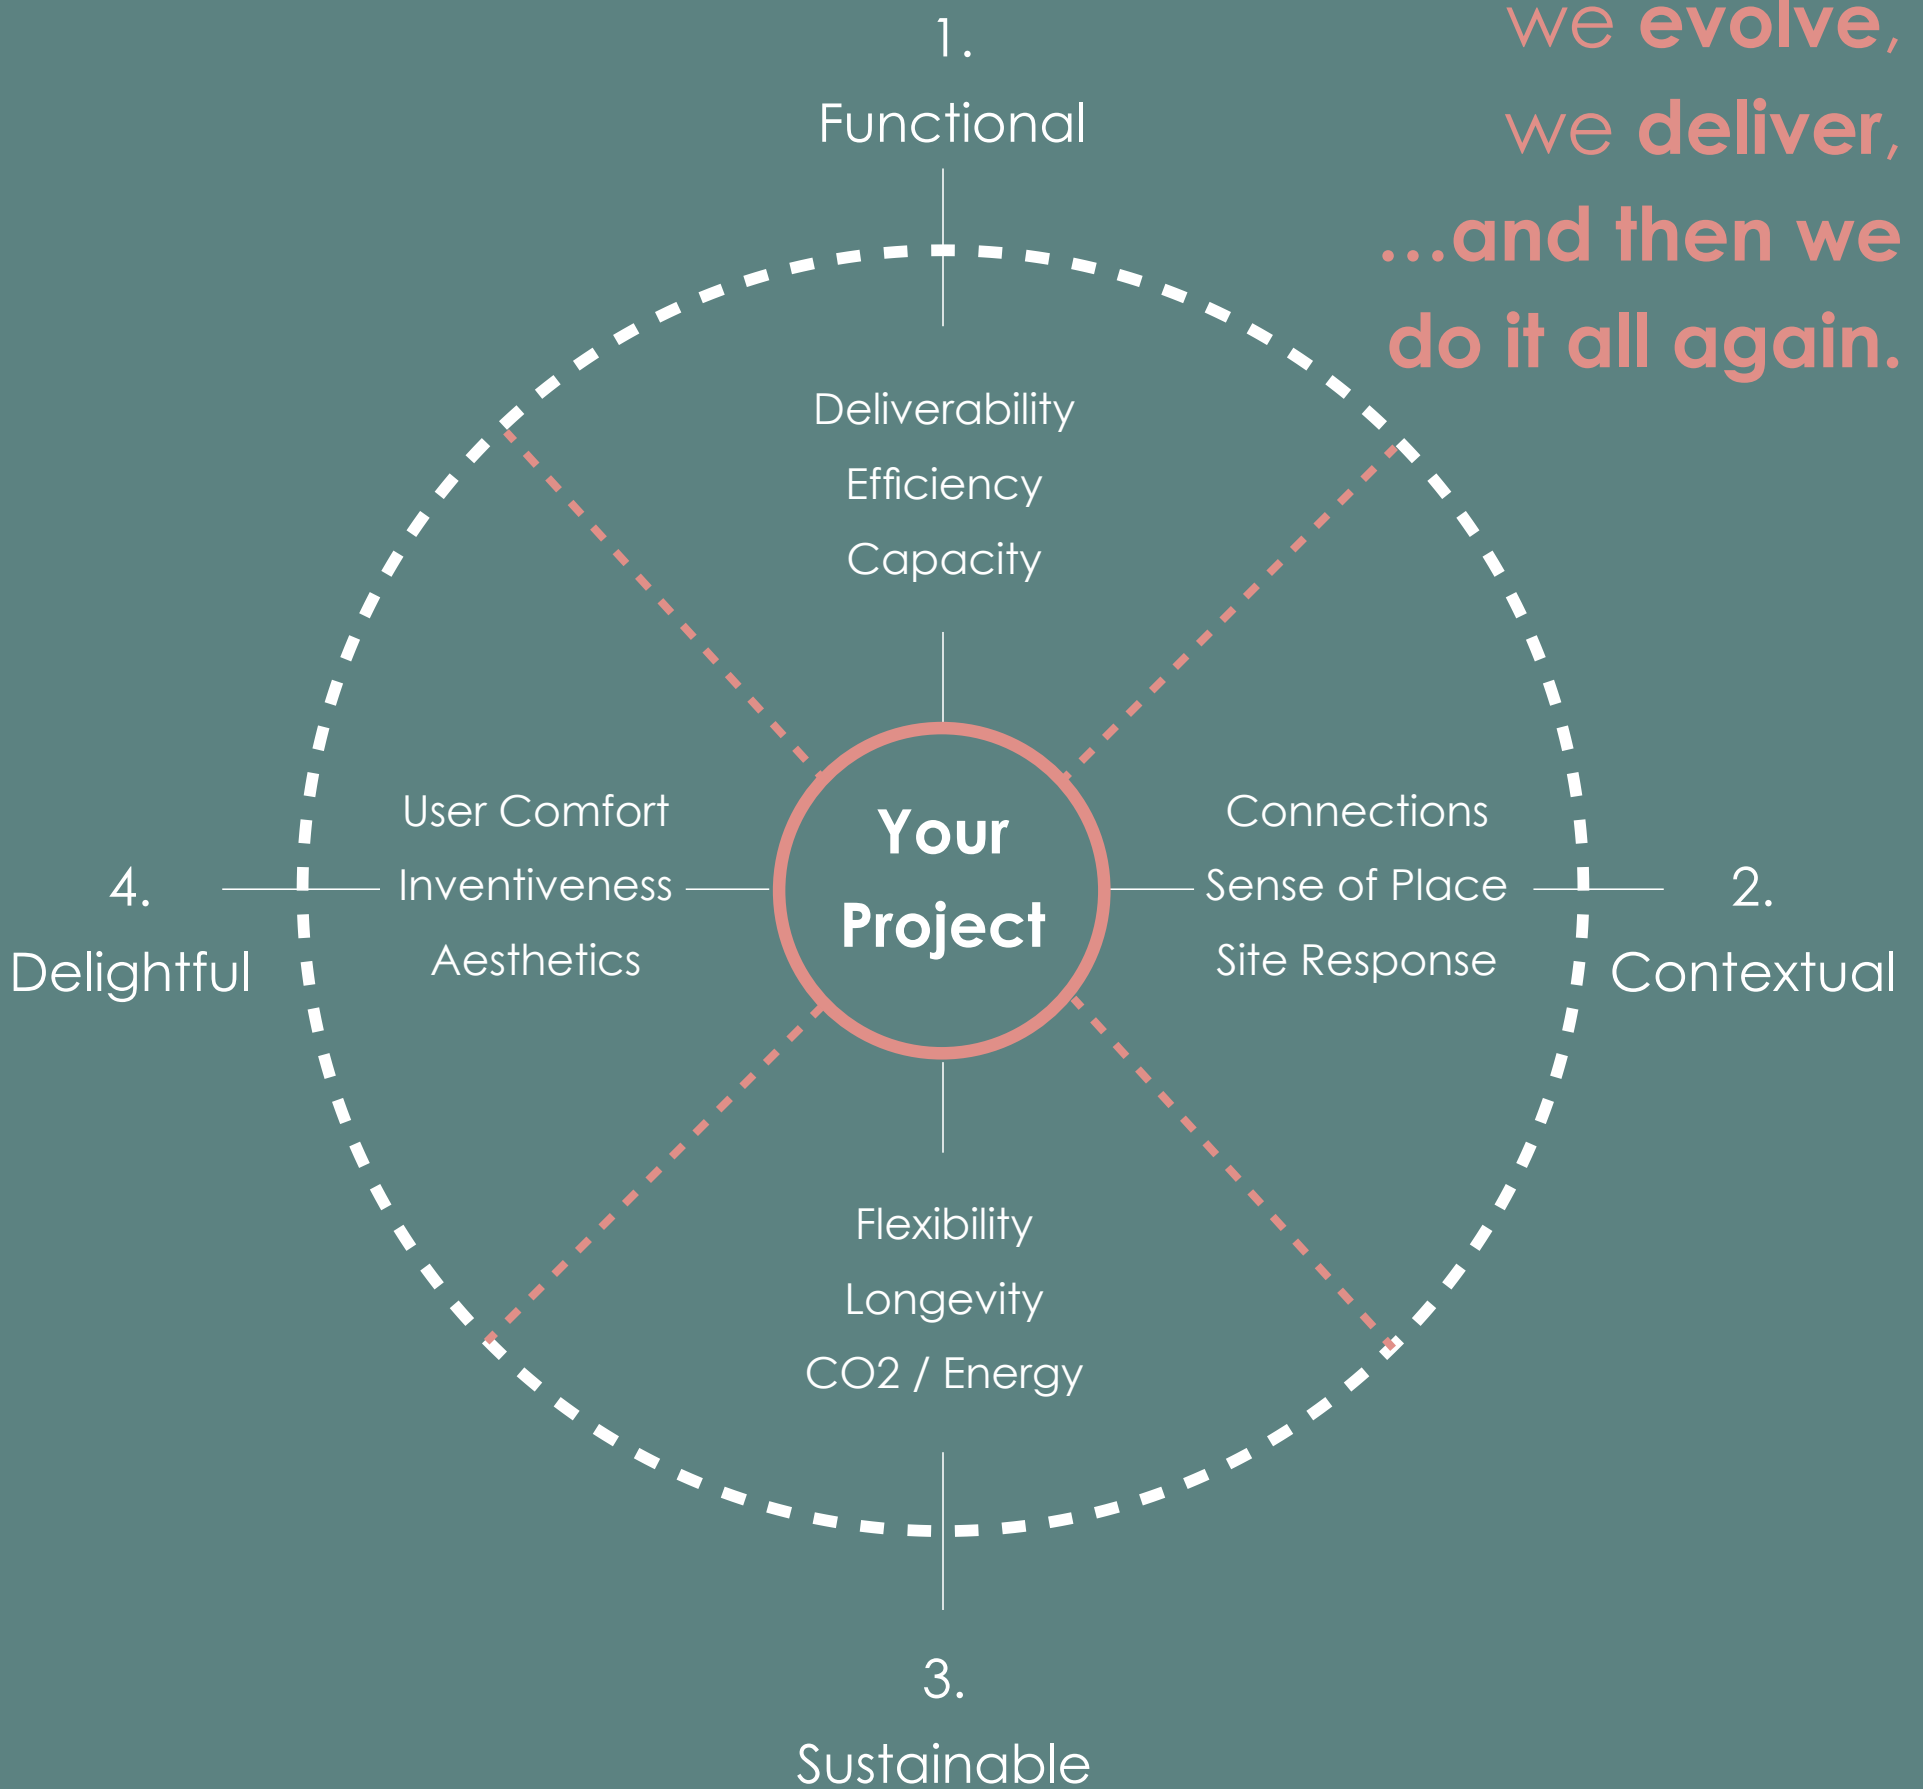 we evolve,
we deliver,
...and then we
do it all again.
1.
Functional
Deliverability
Efficiency
Capacity
Your
Project
Connections
Sense of Place
Site Response
2.
Contextual
Flexibility
Longevity
CO2 / Energy
3.
Sustainable
User Comfort
Inventiveness
Aesthetics
4.
Delightful